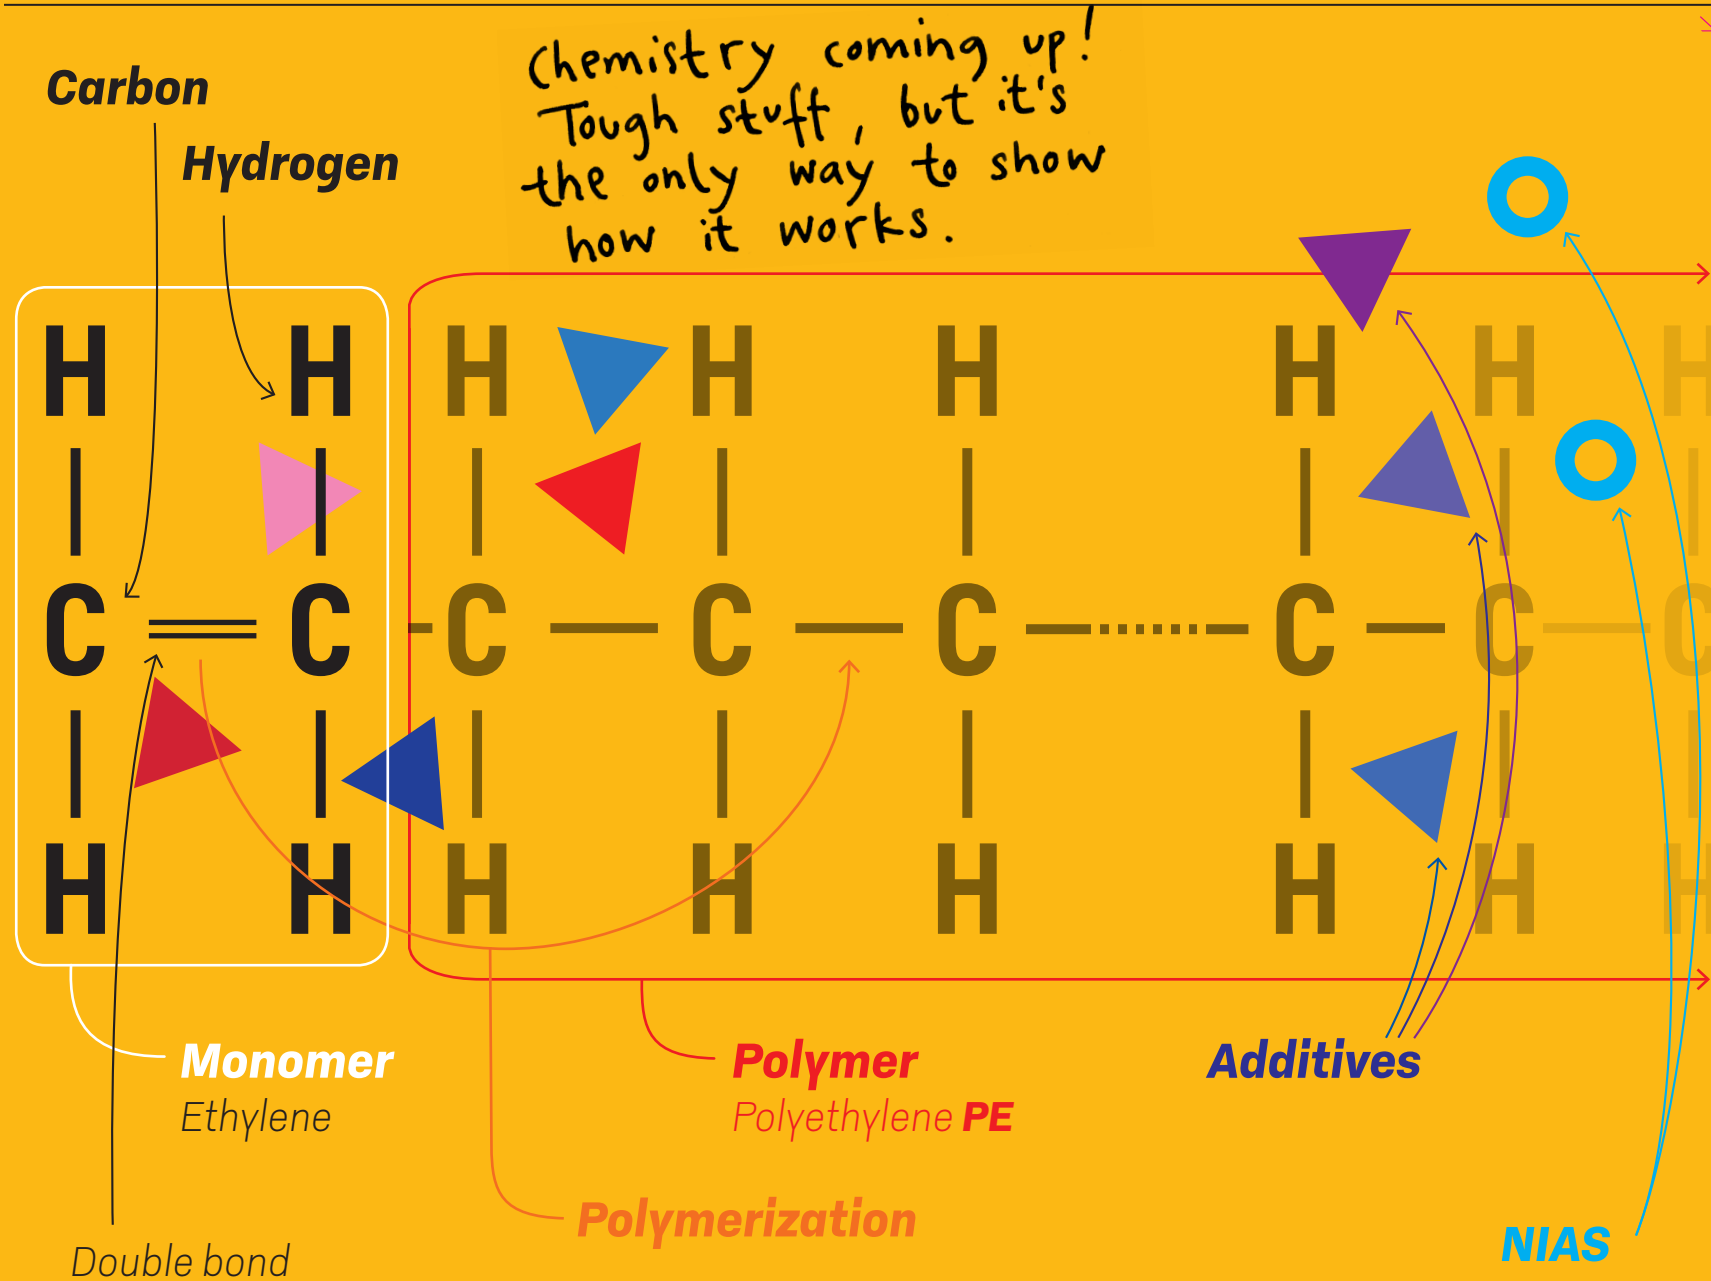 Chemistry coming up!
Tough stuff, but it's
the only way to show
how it works.
Carbon
Hydrogen
H H H H H H H H
C C C C C C C C
H H H H H H H H
Monomer
Ethylene
Polymer
Polyethylene PE
Additives
Polymerization
Double bond
NIAS